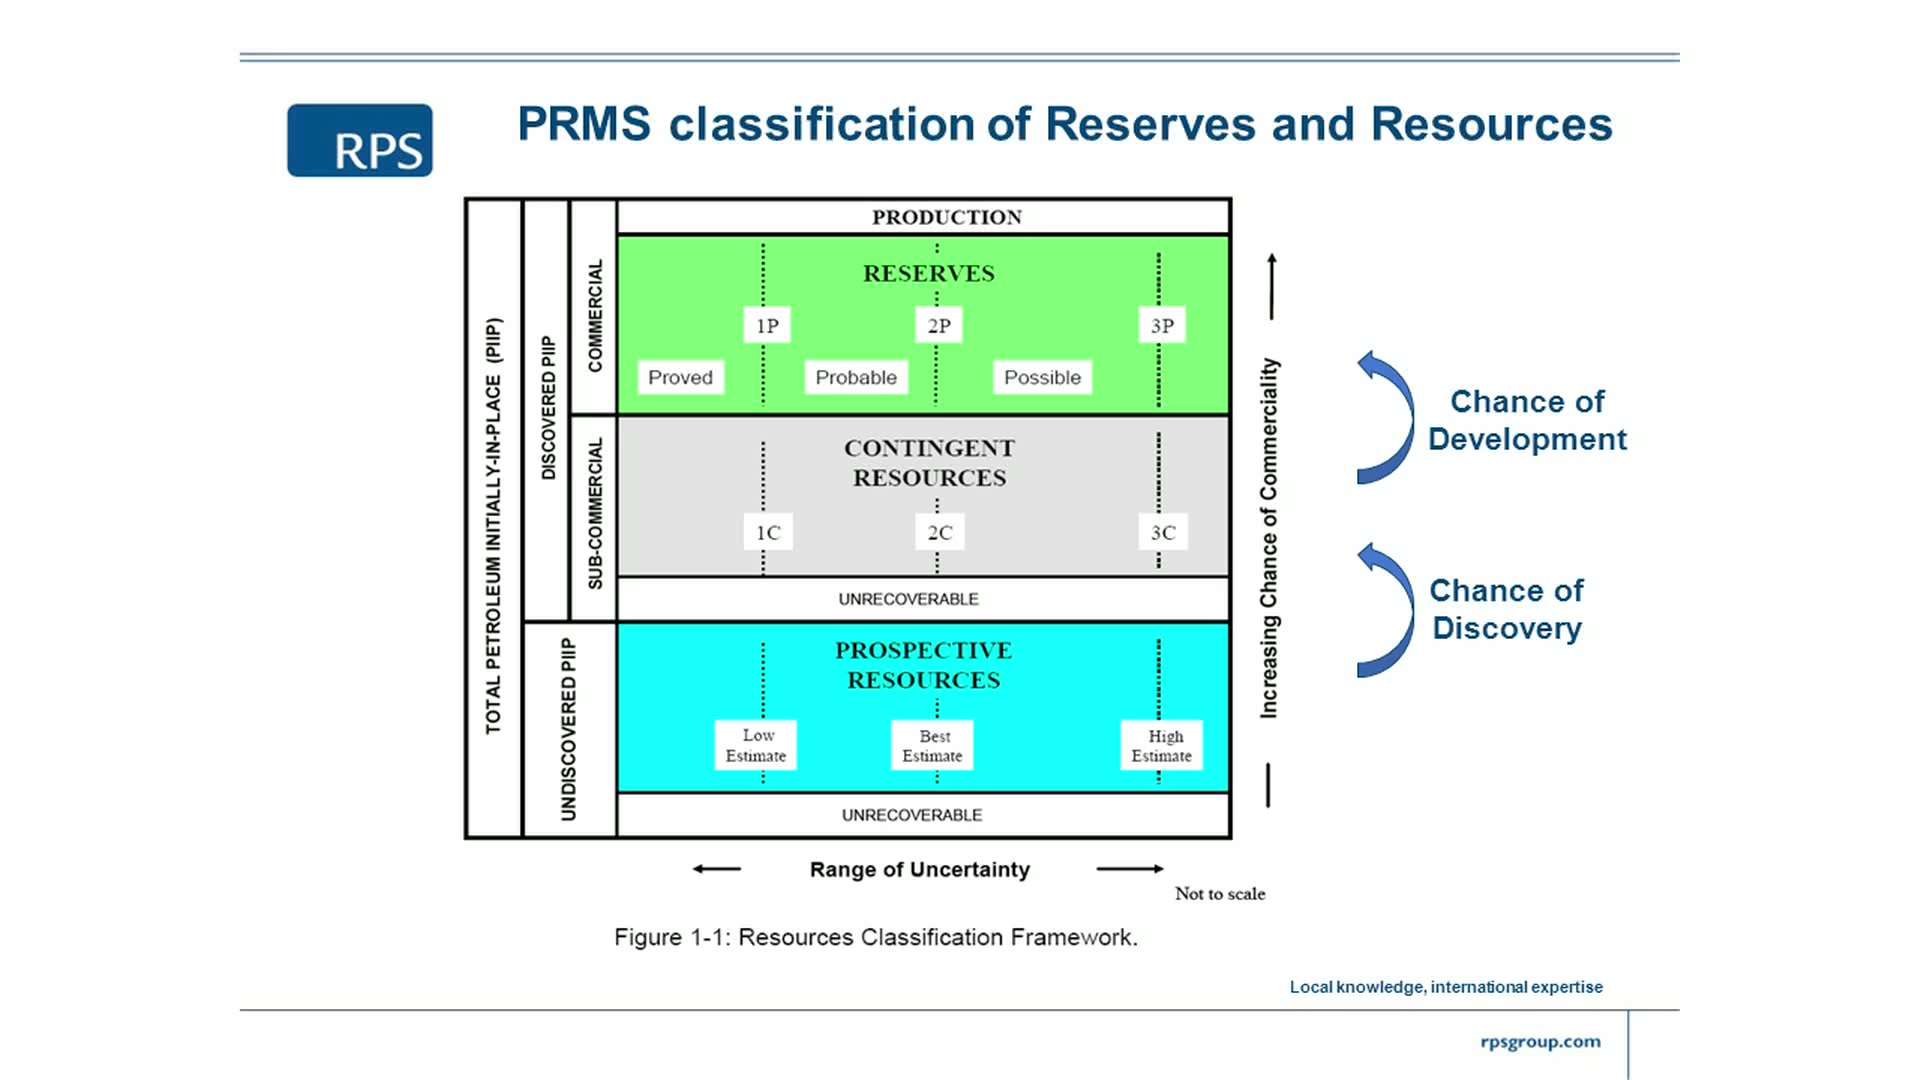 RPS
PRMS classification of Reserves and Resources
TOTAL PETROLEUM INITIALLY-IN-PLACE (PIIP)
DISCOVERED PIIP
COMMERCIAL
PRODUCTION
RESERVES
1P
2P
3P
Proved
Probable
Possible
SUB-COMMERCIAL
CONTINGENT
RESOURCES
1C
2C
3C
UNRECOVERABLE
UNDISCOVERED PIIP
PROSPECTIVE
RESOURCES
Low
Estimate
Best
Estimate
High
Estimate
UNRECOVERABLE
Increasing Chance of Commerciality
Chance of
Development
Chance of
Discovery
Range of Uncertainty
Not to scale
Figure 1-1: Resources Classification Framework.
Local knowledge, international expertise
rpsgroup.com